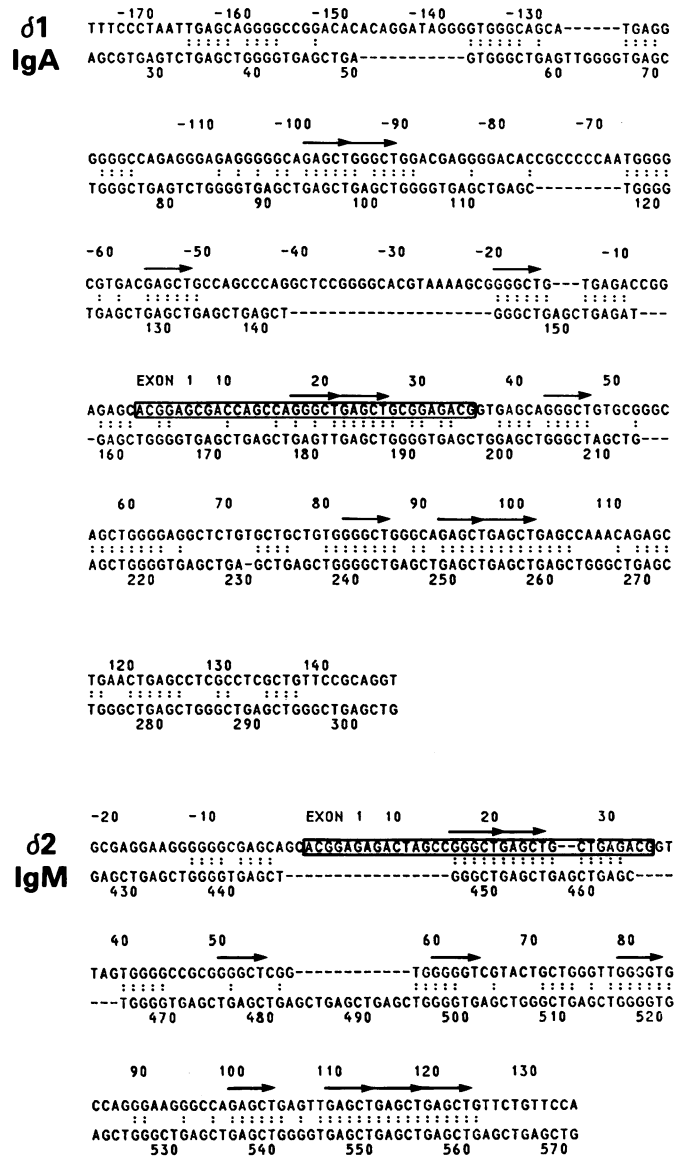 -170 -160 -150 -140 -130
δ1 TTTCCCTAATTGAGCAGGGGCCGGACACACAGGATAGGGGTGGGCAGCA------TGAGG
IgA AGCGTGAGTCTGAGCTGGGGTGAGCTGA-----------GTGGGCTGAGTTGGGGTGAGC
30 40 50 60 70
-110 -100 -90 -80 -70
GGGGCCAGAGGGAGAGGGGGCAGAGCTGGGCTGGACGAGGGGACACCGCCCCCAATGGGG
TGGGCTGAGTCTGGGGTGAGCTGAGCTGAGCTGGGGTGAGCTGAGC---------TGGGG
80 90 100 110 120
-60 -50 -40 -30 -20 -10
CGTGACGAGCTGCCAGCCCAGGCTCCGGGGCACGTAAAAGCGGGGCTG---TGAGACCGG
TGAGCTGAGCTGAGCTGAGCT---------------------GGGCTGAGCTGAGAT---
130 140 150
EXON 1 10 20 30 40 50
AGAGCACGGAGCGACCAGCCAGGGCTGAGCTGCGGAGACGGTGAGCAGGGCTGTGCGGGC
-GAGCTGGGGTGAGCTGAGCTGAGTTGAGCTGGGGTGAGCTGGAGCTGGGCTAGCTG---
160 170 180 190 200 210
60 70 80 90 100 110
AGCTGGGGAGGCTCTGTGCTGCTGTGGGGCTGGGCAGAGCTGAGCTGAGCCAAACAGAGC
AGCTGGGGTGAGCTGA-GCTGAGCTGGGGCTGAGCTGAGCTGAGCTGAGCTGGGCTGAGC
220 230 240 250 260 270
120 130 140
TGAACTGAGCCTCGCCTCGCTGTTCCGCAGGT
TGGGCTGAGCTGGGCTGAGCTGGGCTGAGCTG
280 290 300
-20 -10 EXON 1 10 20 30
δ2 GCGAGGAAGGGGGGCGAGCAGCACGGAGAGACTAGCCGGGCTGAGCTG--CTGAGACGGT
IgM GAGCTGAGCTGGGGTGAGCT-----------------GGGCTGAGCTGAGCTGAGC----
430 440 450 460
40 50 60 70 80
TAGTGGGGCCGCGGGGCTCGG------------TGGGGGTCGTACTGCTGGGTTGGGGTG
---TGGGGTGAGCTGAGCTGAGCTGAGCTGAGCTGGGGTGAGCTGGGCTGAGCTGGGGTG
470 480 490 500 510 520
90 100 110 120 130
CCAGGGAAGGGCCAGAGCTGAGTTGAGCTGAGCTGAGCTGTTCTGTTCCA
AGCTGGGCTGAGCTGAGCTGGGGTGAGCTGAGCTGAGCTGAGCTGAGCTG
530 540 550 560 570